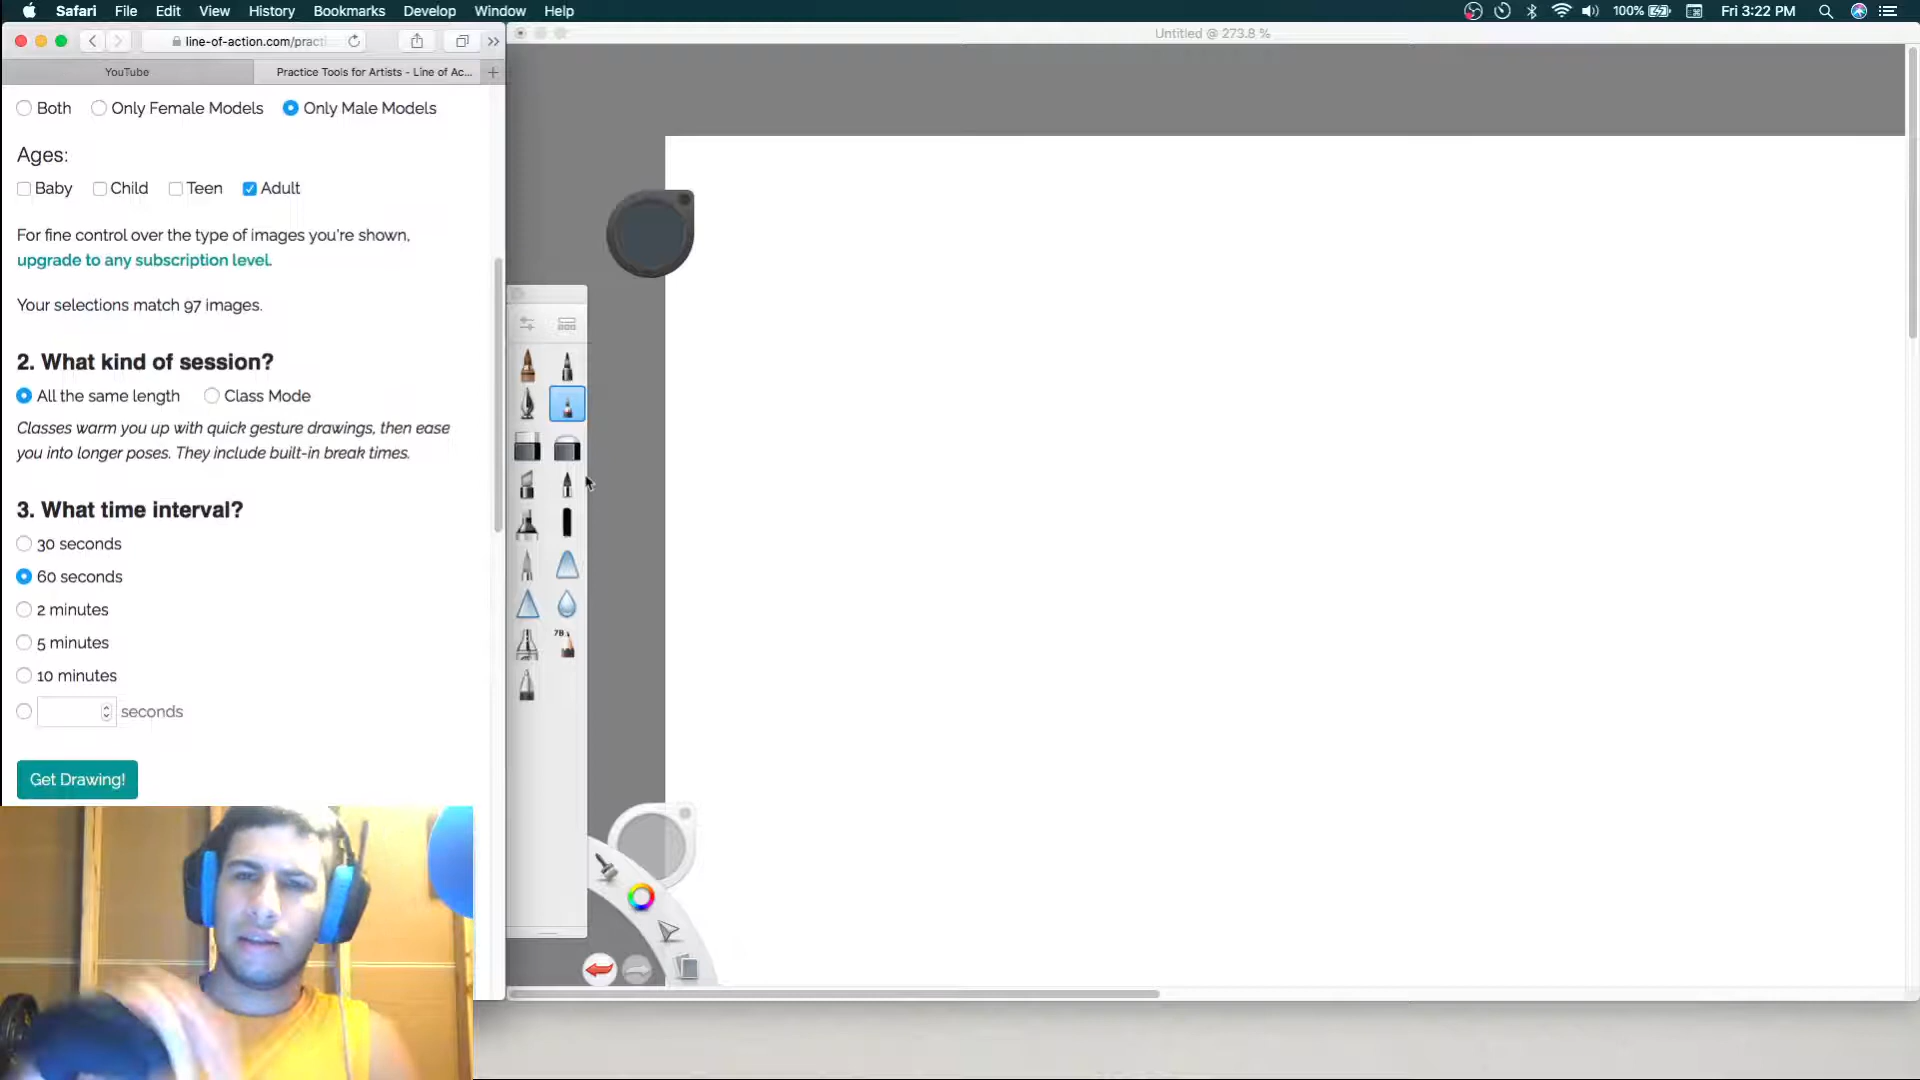 Safari File Edit View History Bookmarks Develop Window Help
100% Fri 3:22 PM
line-of-action.com/practi
Untitled @ 273.8 %
YouTube
Practice Tools for Artists - Line of Ac...
Both Only Female Models Only Male Models
Ages:
Baby Child Teen Adult
For fine control over the type of images you're shown,
upgrade to any subscription level.
Your selections match 97 images.
2. What kind of session?
All the same length Class Mode
Classes warm you up with quick gesture drawings, then ease
you into longer poses. They include built-in break times.
3. What time interval?
30 seconds
60 seconds
2 minutes
5 minutes
10 minutes
seconds
Get Drawing!
7B